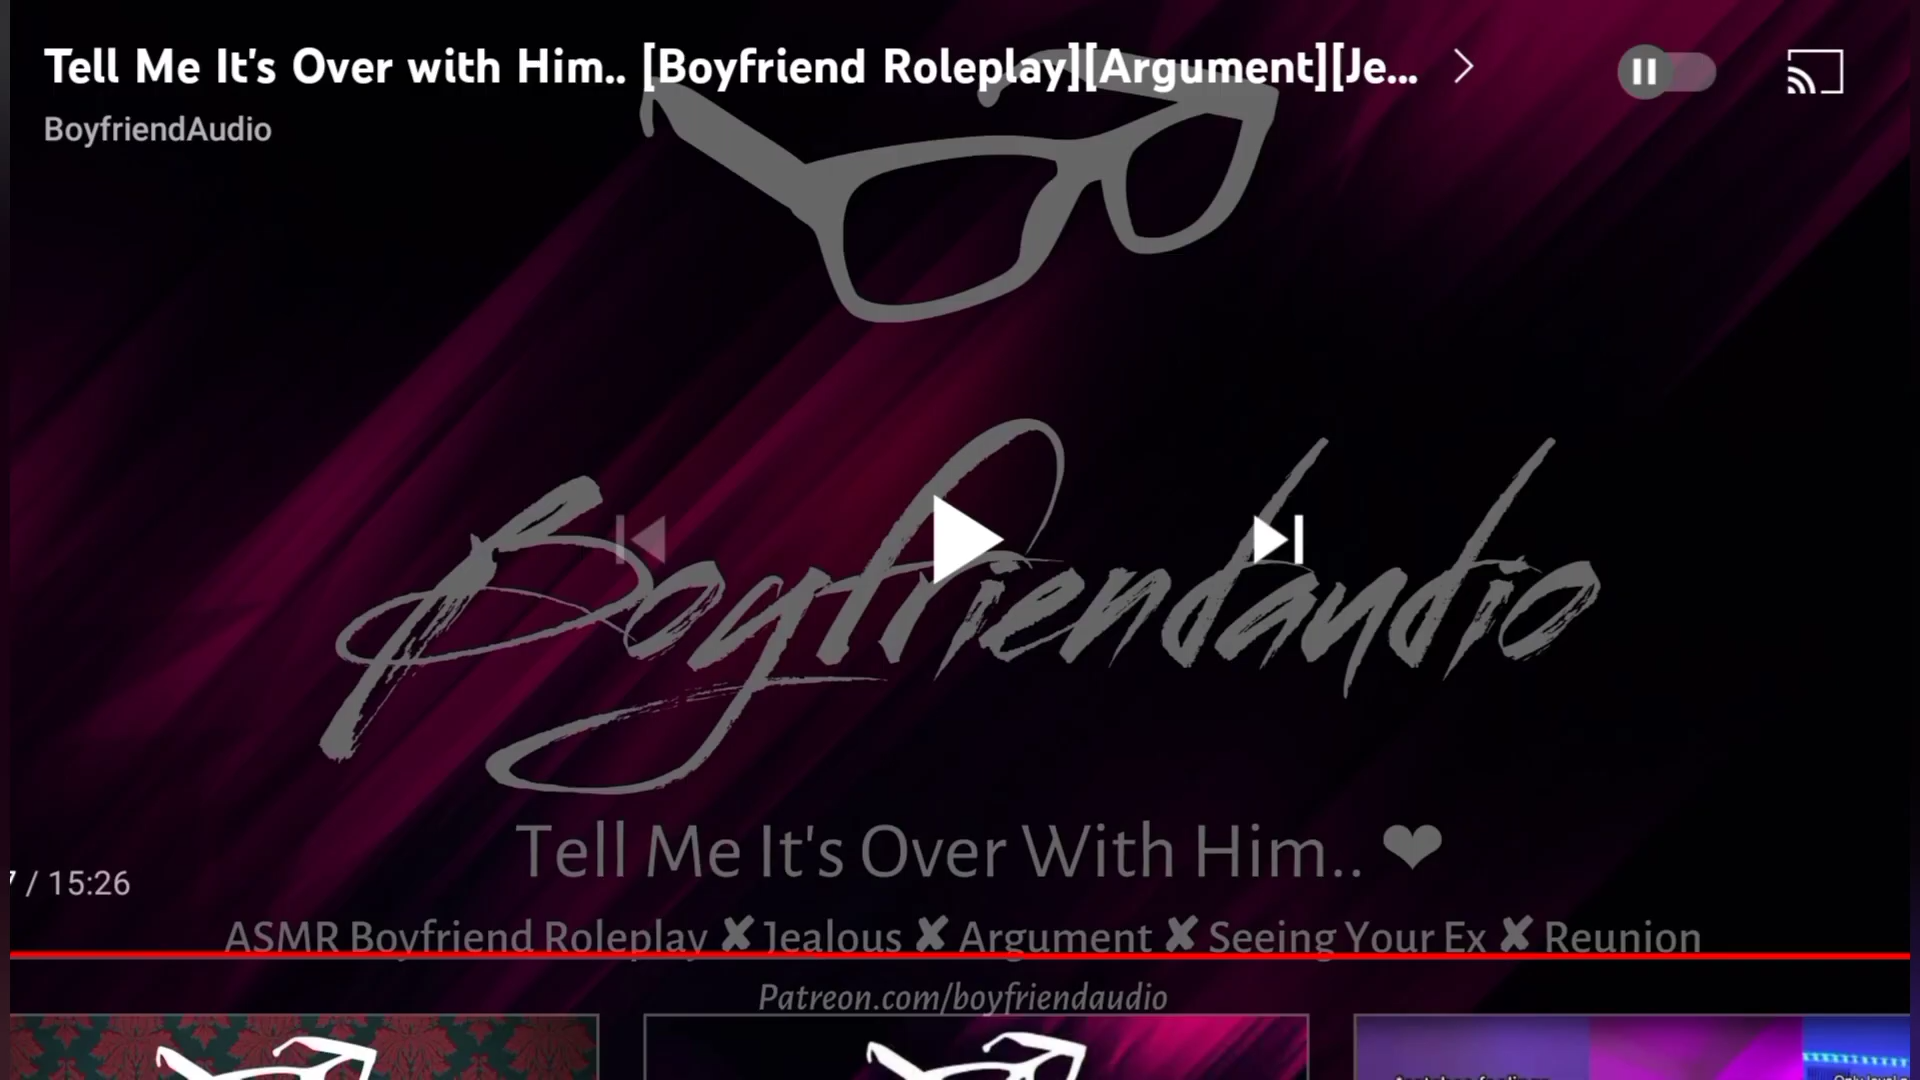 Tell Me It's Over with Him.. [Boyfriend Roleplay][Argument][Je...
BoyfriendAudio
Boyfriendaudio
Tell Me It's Over With Him.. ❤
/ 15:26
ASMR Boyfriend Roleplay ✘ Jealous ✘ Argument ✘ Seeing Your Ex ✘ Reunion
Patreon.com/boyfriendaudio